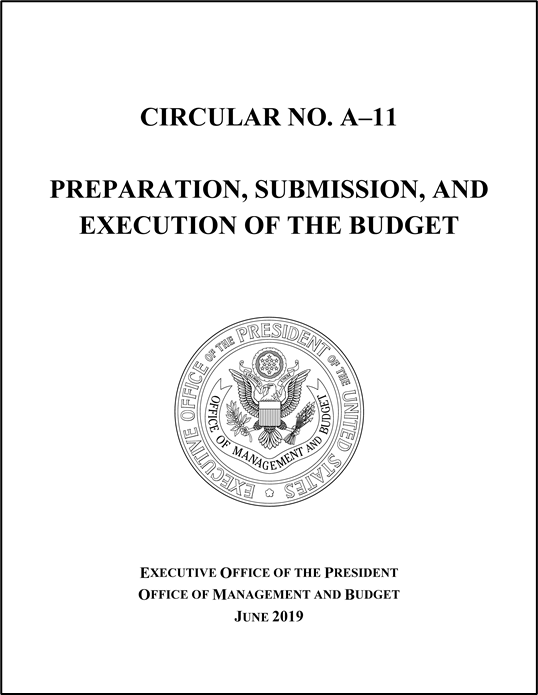 CIRCULAR NO. A–11
PREPARATION, SUBMISSION, AND
EXECUTION OF THE BUDGET
EXECUTIVE OFFICE OF THE PRESIDENT OF THE UNITED STATES
OFFICE OF MANAGEMENT AND BUDGET
EXECUTIVE OFFICE OF THE PRESIDENT
OFFICE OF MANAGEMENT AND BUDGET
JUNE 2019